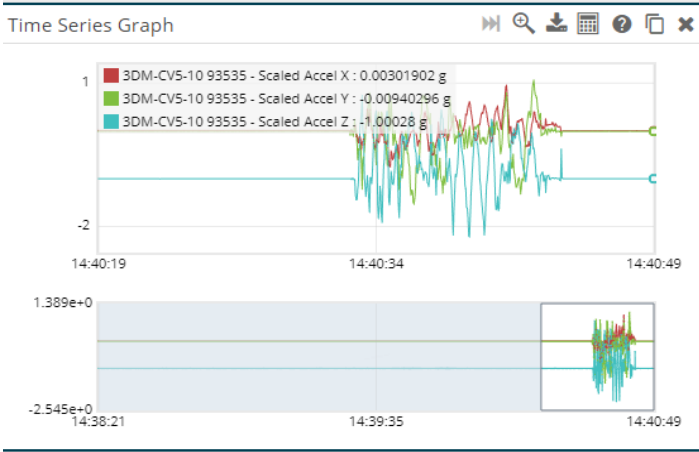 Time Series Graph
3DM-CV5-10 93535 - Scaled Accel X : 0.00301902 g
3DM-CV5-10 93535 - Scaled Accel Y : -0.00940296 g
3DM-CV5-10 93535 - Scaled Accel Z : -1.00028 g
1
-2
14:40:19 14:40:34 14:40:49
1.389e+0
-2.545e+0
14:38:21 14:39:35 14:40:49